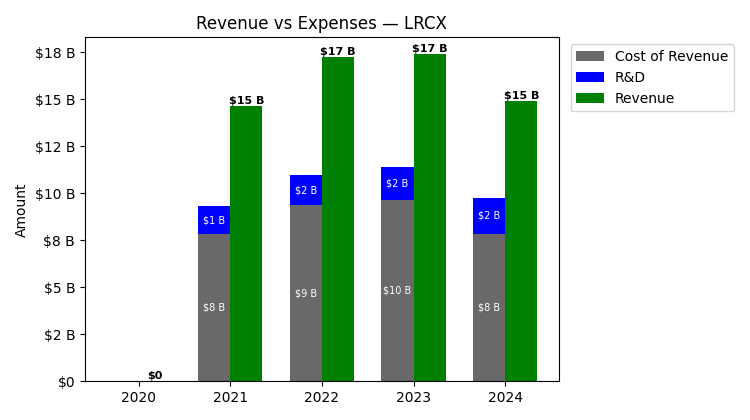 Revenue vs Expenses — LRCX
Amount
$18 B
$15 B
$12 B
$10 B
$8 B
$5 B
$2 B
$0
$0
$8 B
$1 B
$15 B
$9 B
$2 B
$17 B
$10 B
$2 B
$17 B
$8 B
$2 B
$15 B
2020 2021 2022 2023 2024
Cost of Revenue
R&D
Revenue